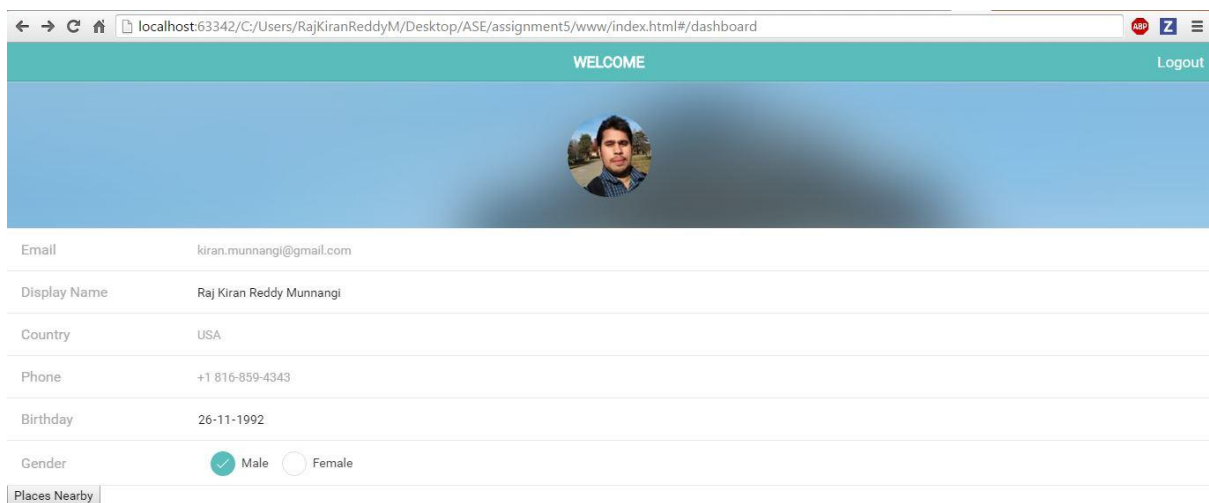 localhost:63342/C:/Users/RajKiranReddyM/Desktop/ASE/assignment5/www/index.html#/dashboard
ABP
Z
WELCOME
Logout
Email kiran.munnangi@gmail.com
Display Name Raj Kiran Reddy Munnangi
Country USA
Phone +1 816-859-4343
Birthday 26-11-1992
Gender Male Female
Places Nearby